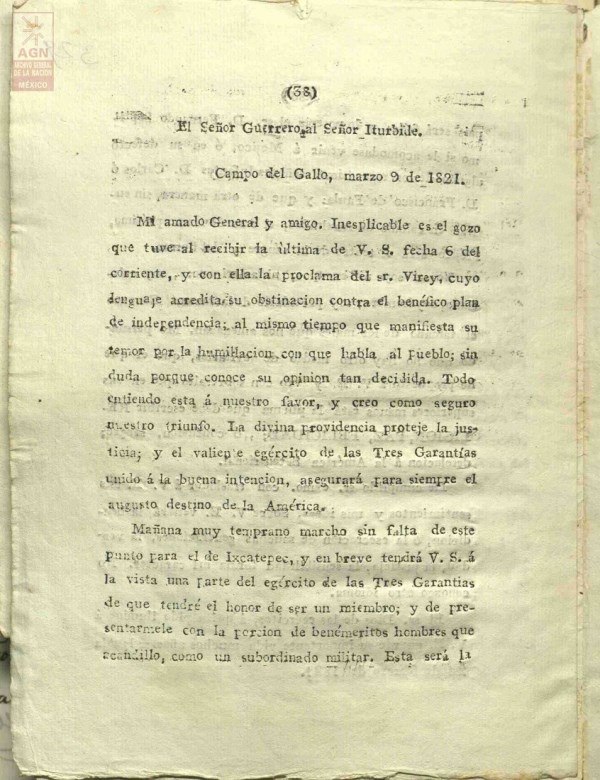 AGN
ARCHIVO GENERAL
DE LA NACIÓN
MÉXICO
(38)
El Señor Guerrero, al Señor Iturbide.
Campo del Gallo, marzo 9 de 1821.
Mi amado General y amigo. Inesplicable es el gozo
que tuve al recibir la última de V. S. fecha 6 del
corriente, y con ella la proclama del sr. Virey, cuyo
lenguaje acredita su obstinacion contra el benéfico plan
de independencia; al mismo tiempo que manifiesta su
temor por la humillacion con que habla al pueblo; sin
duda porque conoce su opinion tan decidida. Todo
entiendo esta á nuestro favor, y creo como seguro
nuestro triunfo. La divina providencia proteje la jus-
ticia; y el valiente egército de las Tres Garantías
unido á la buena intencion, asegurará para siempre el
augusto destino de la América.
Mañana muy temprano marcho sin falta de este
punto para el de Ixcatepec, y en breve tendrá V. S. á
la vista una parte del egército de las Tres Garantias
de que tendré el honor de ser un miembro; y de pre-
sentarmele con la porcion de beneméritos hombres que
acaudillo, como un subordinado militar. Esta será la